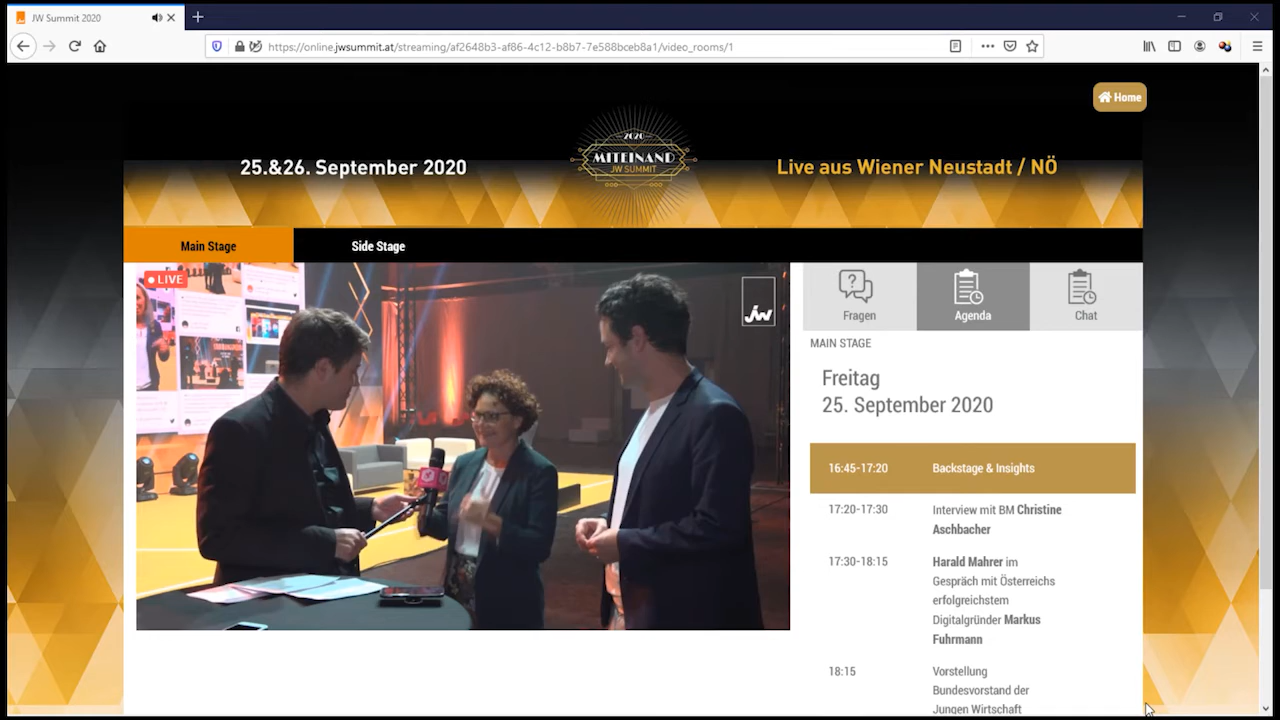 JW Summit 2020
https://online.jwsummit.at/streaming/af2648b3-af86-4c12-b8b7-7e588bceb8a1/video_rooms/1
Home
25.&26. September 2020
2020
MITEINAND
JW SUMMIT
Live aus Wiener Neustadt / NÖ
Main Stage
Side Stage
LIVE
jw
Fragen
Agenda
Chat
MAIN STAGE
Freitag
25. September 2020
16:45-17:20 Backstage & Insights
17:20-17:30 Interview mit BM Christine
Aschbacher
17:30-18:15 Harald Mahrer im
Gespräch mit Österreichs
erfolgreichstem
Digitalgründer Markus
Fuhrmann
18:15 Vorstellung
Bundesvorstand der
Jungen Wirtschaft